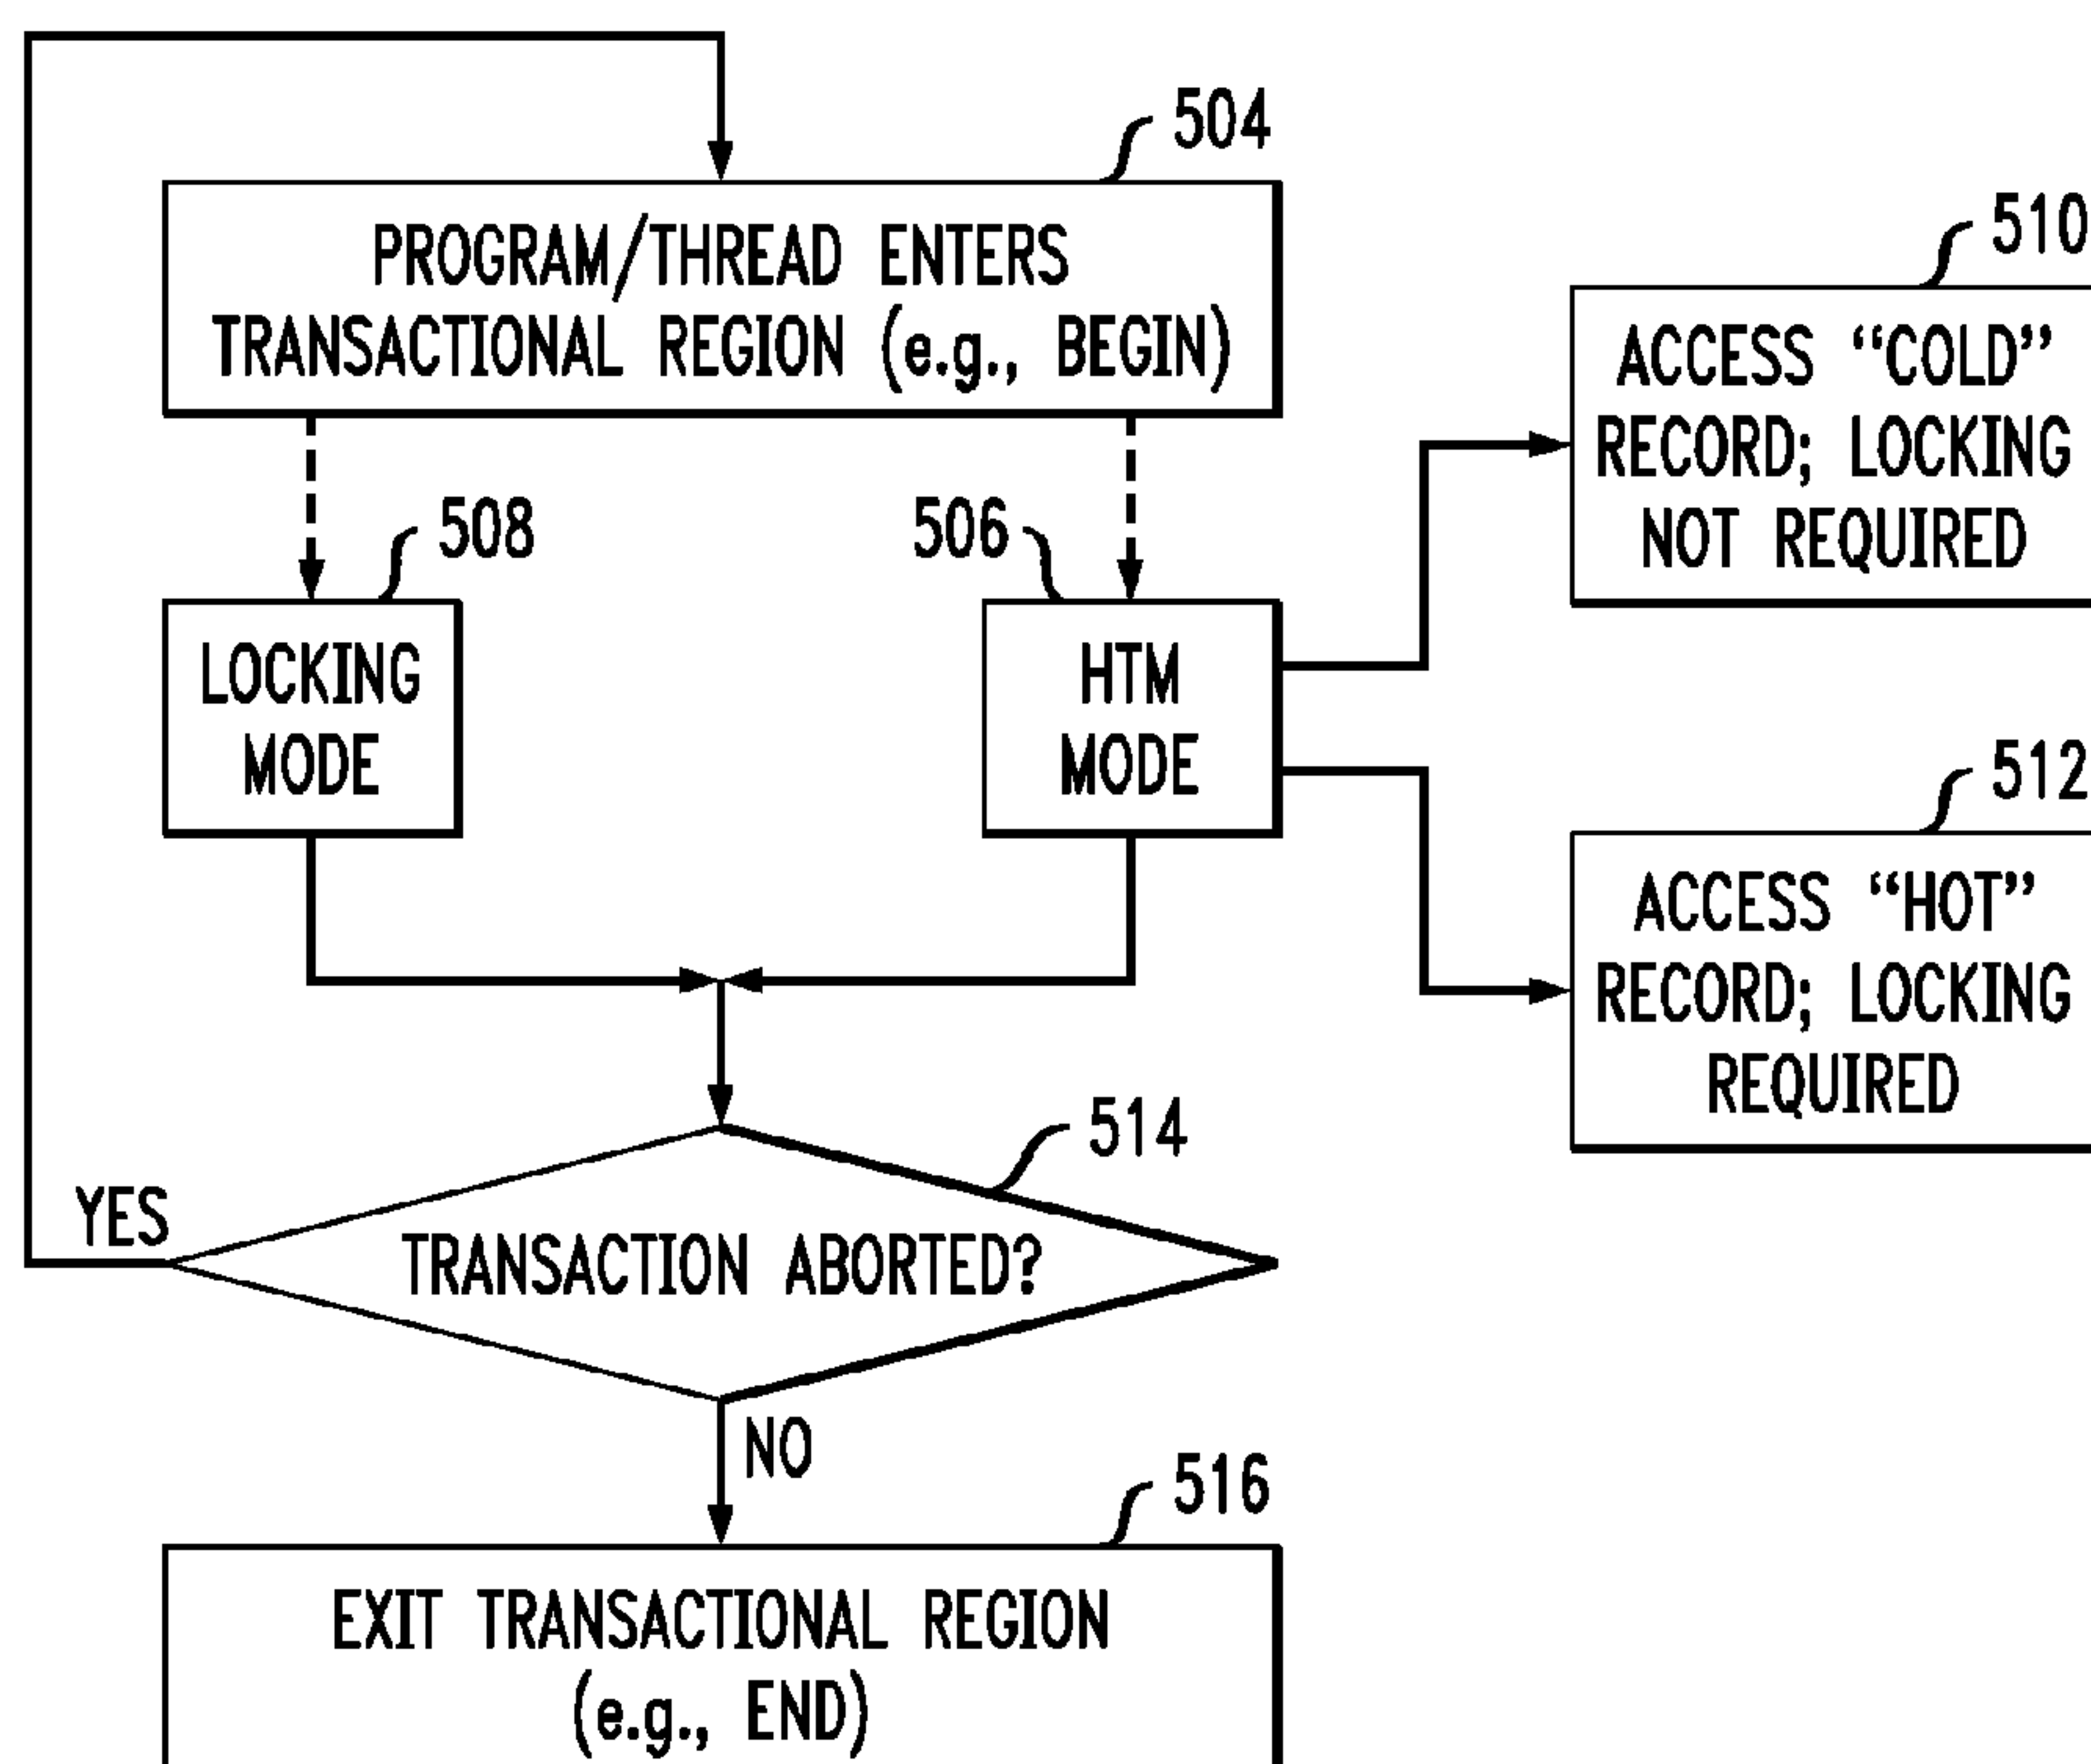 504
PROGRAM/THREAD ENTERS
TRANSACTIONAL REGION (e.g., BEGIN)
510
ACCESS “COLD”
RECORD; LOCKING
NOT REQUIRED
508
506
LOCKING
MODE
HTM
MODE
512
ACCESS “HOT”
RECORD; LOCKING
REQUIRED
514
YES
TRANSACTION ABORTED?
NO
516
EXIT TRANSACTIONAL REGION
(e.g., END)